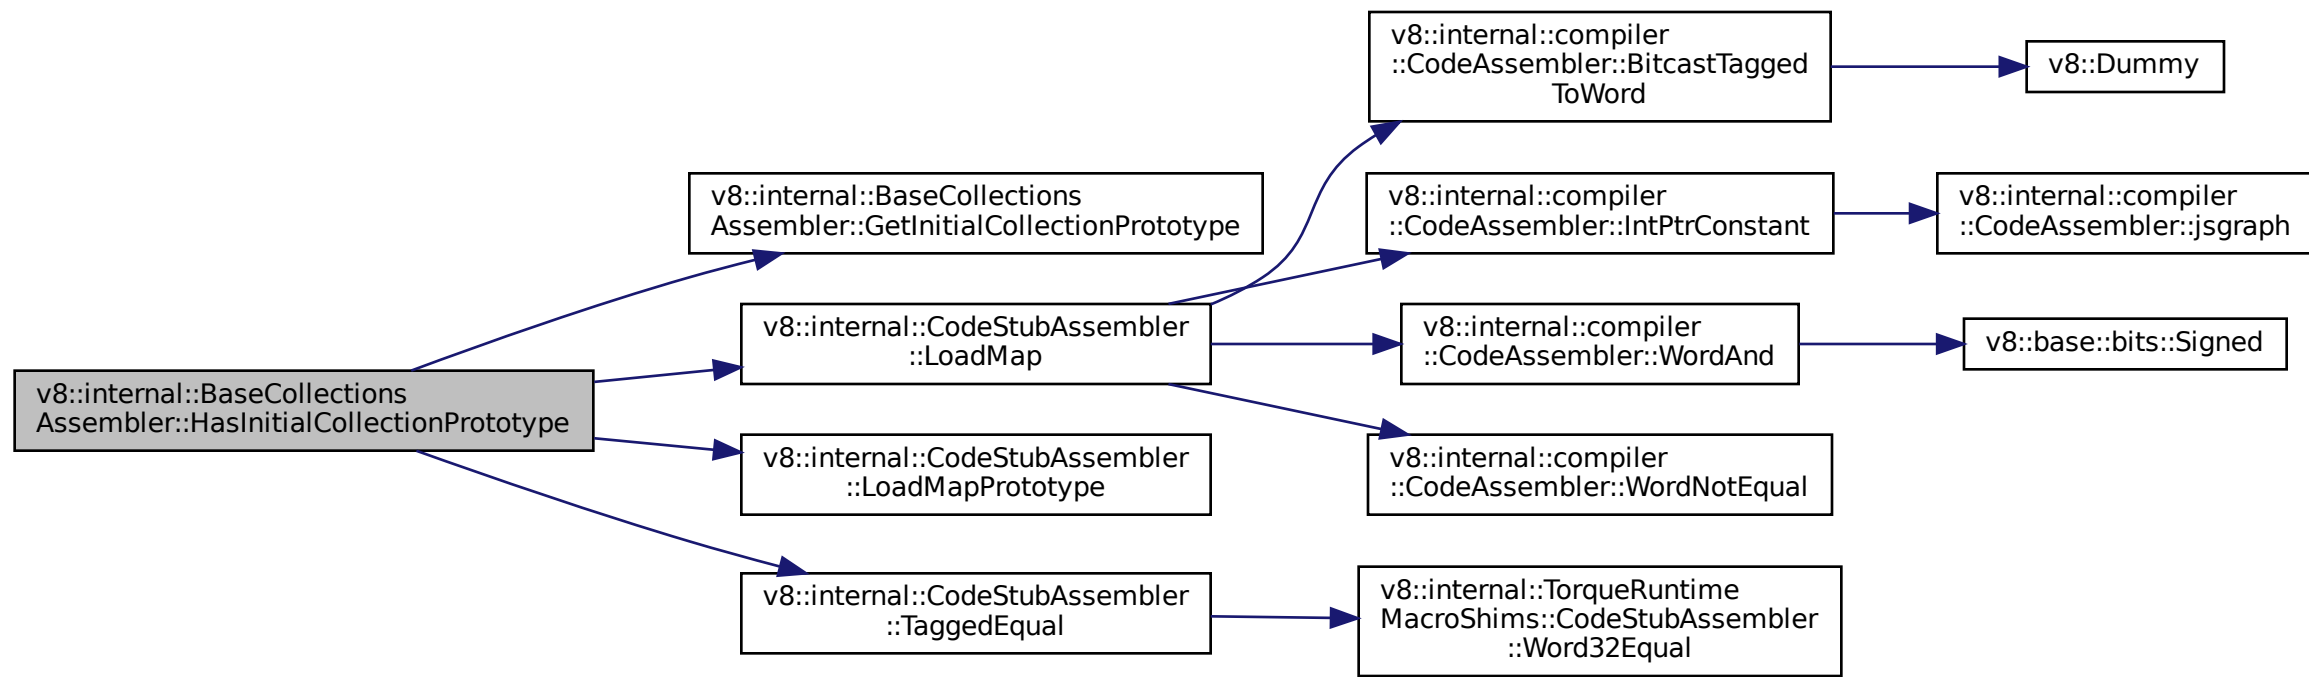 v8::internal::BaseCollections
Assembler::HasInitialCollectionPrototype
v8::internal::BaseCollections
Assembler::GetInitialCollectionPrototype
v8::internal::CodeStubAssembler
::LoadMap
v8::internal::CodeStubAssembler
::LoadMapPrototype
v8::internal::CodeStubAssembler
::TaggedEqual
v8::internal::compiler
::CodeAssembler::BitcastTagged
ToWord
v8::internal::compiler
::CodeAssembler::IntPtrConstant
v8::internal::compiler
::CodeAssembler::WordAnd
v8::internal::compiler
::CodeAssembler::WordNotEqual
v8::internal::TorqueRuntime
MacroShims::CodeStubAssembler
::Word32Equal
v8::Dummy
v8::internal::compiler
::CodeAssembler::jsgraph
v8::base::bits::Signed